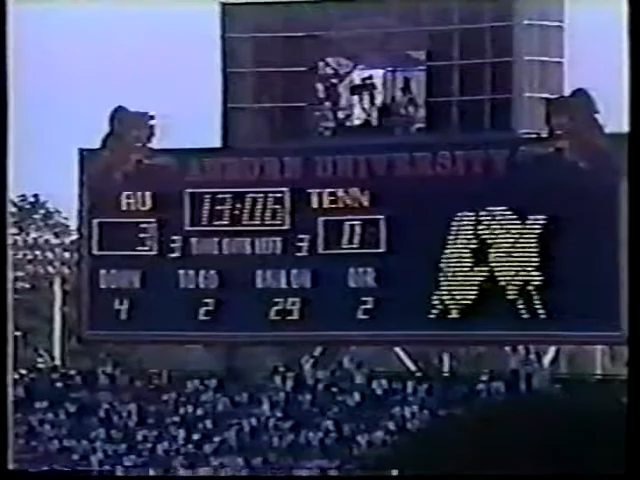 AUBURN UNIVERSITY
AU 13:06 TENN
3 3 TIME OUTS LEFT 3 0
DOWN TO GO BALL ON QTR
4 2 29 2